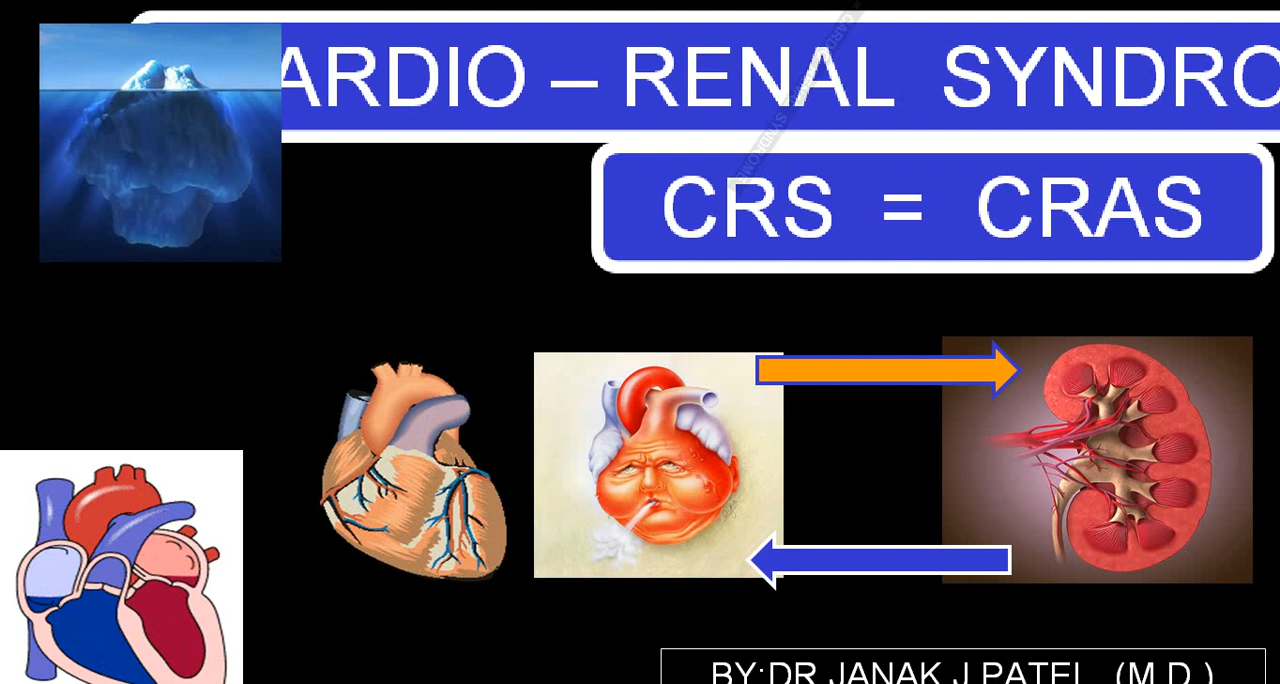 ARDIO – RENAL SYNDRO
CRS = CRAS
BY:DR JANAK J PATEL (M.D.)